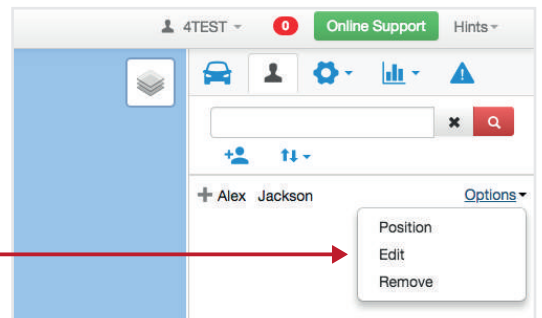 4TEST 0 Online Support Hints
Alex Jackson Options
Position
Edit
Remove